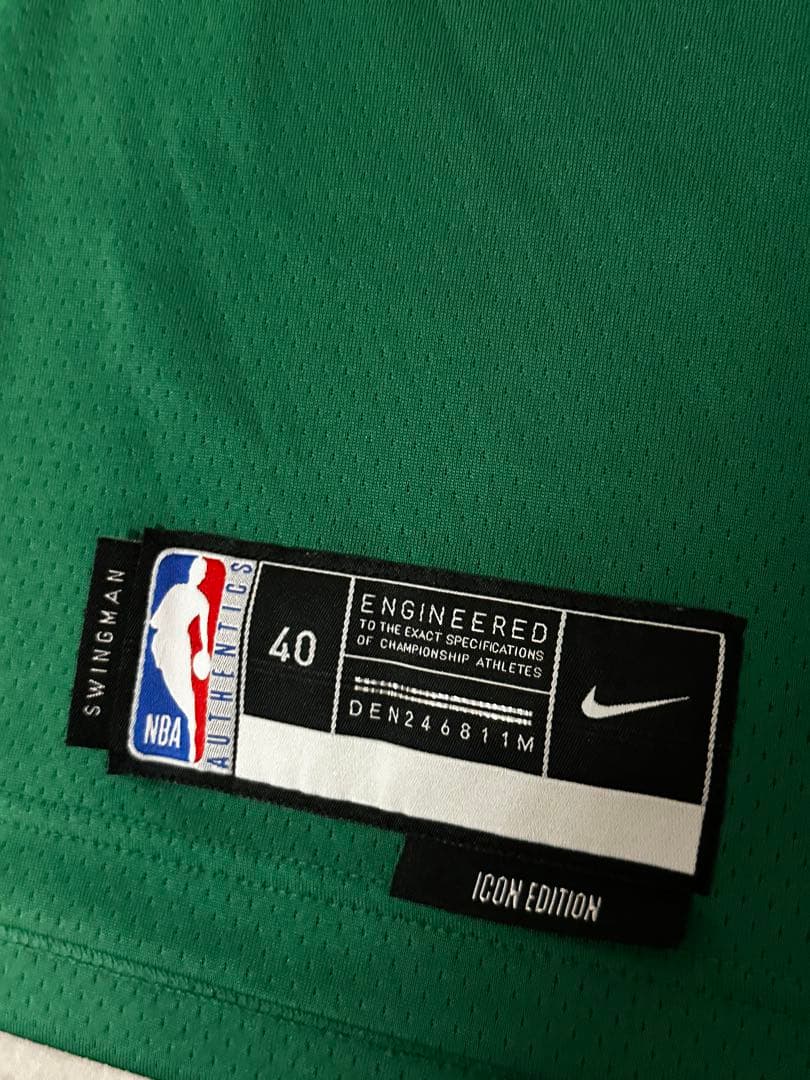 SWINGMAN
NBA
AUTHENTICS
40
ENGINEERED
TO THE EXACT SPECIFICATIONS
OF CHAMPIONSHIP ATHLETES
DEN246811M
ICON EDITION